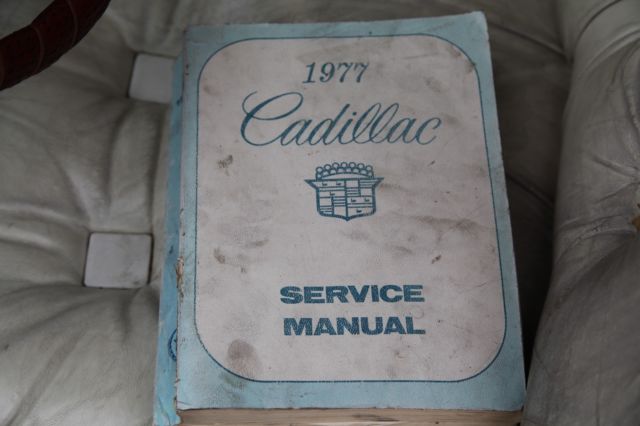 1977
Cadillac
SERVICE
MANUAL